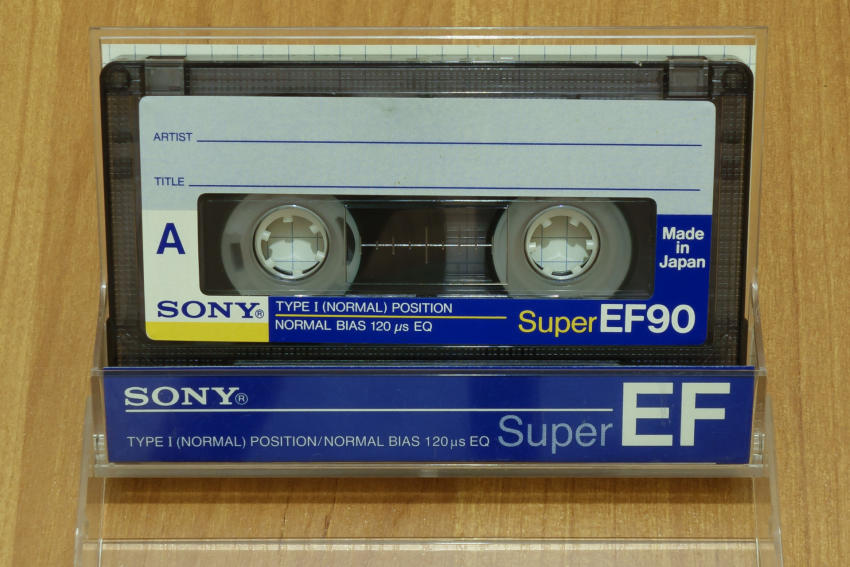 ARTIST
TITLE
A
Made
in
Japan
SONY®
TYPE I (NORMAL) POSITION
NORMAL BIAS 120 µs EQ
Super EF90
SONY®
TYPE I (NORMAL) POSITION/NORMAL BIAS 120µs EQ
Super EF